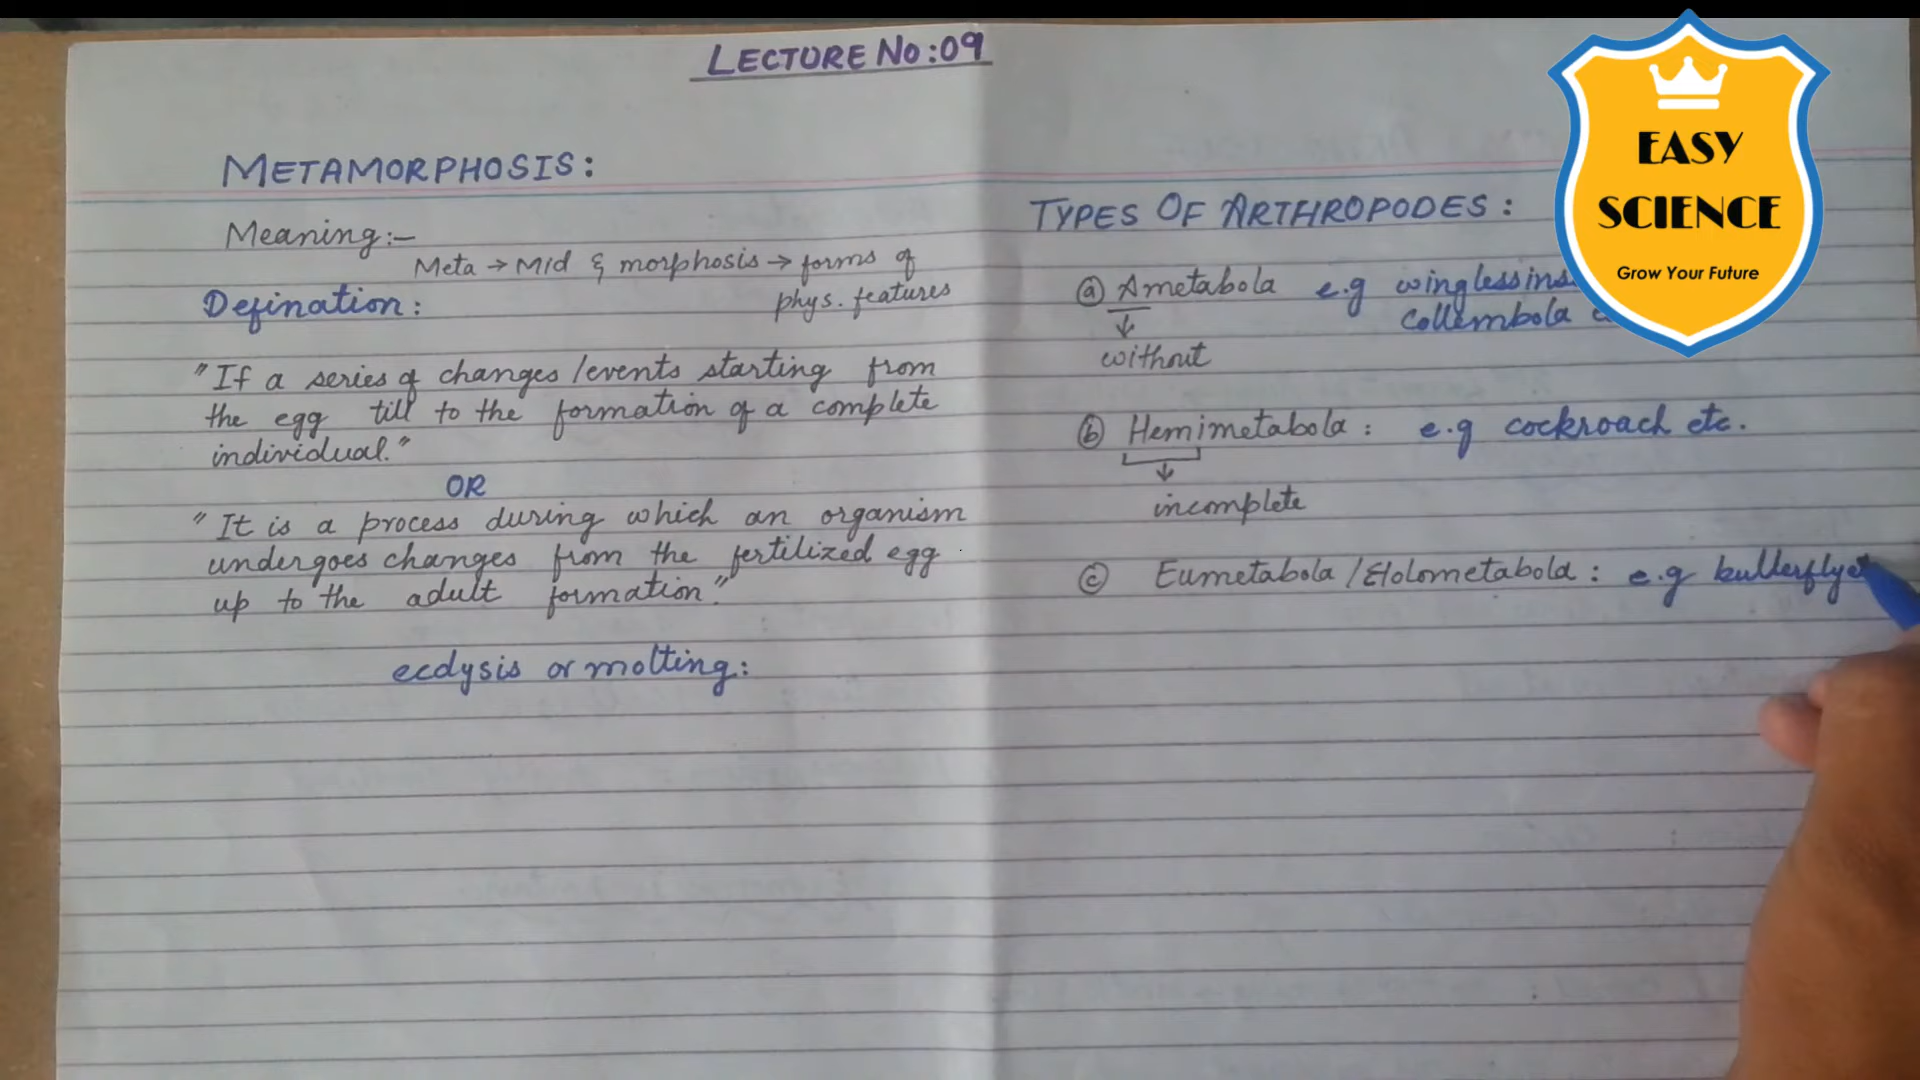 LECTURE No:09
METAMORPHOSIS:
Meaning:-
Meta → Mid & morphosis → forms of
phys. features
Defination:
"If a series of changes/events starting from
the egg till to the formation of a complete
individual."
OR
"It is a process during which an organism
undergoes changes from the fertilized egg
up to the adult formation"
ecdysis or molting:
TYPES OF ARTHROPODES:
(a) Ametabola e.g wingless ins
collembola
without
(b) Hemimetabola: e.g cockroach etc.
incomplete
(c) Eumetabola/Holometabola: e.g butterfly
EASY
SCIENCE
Grow Your Future